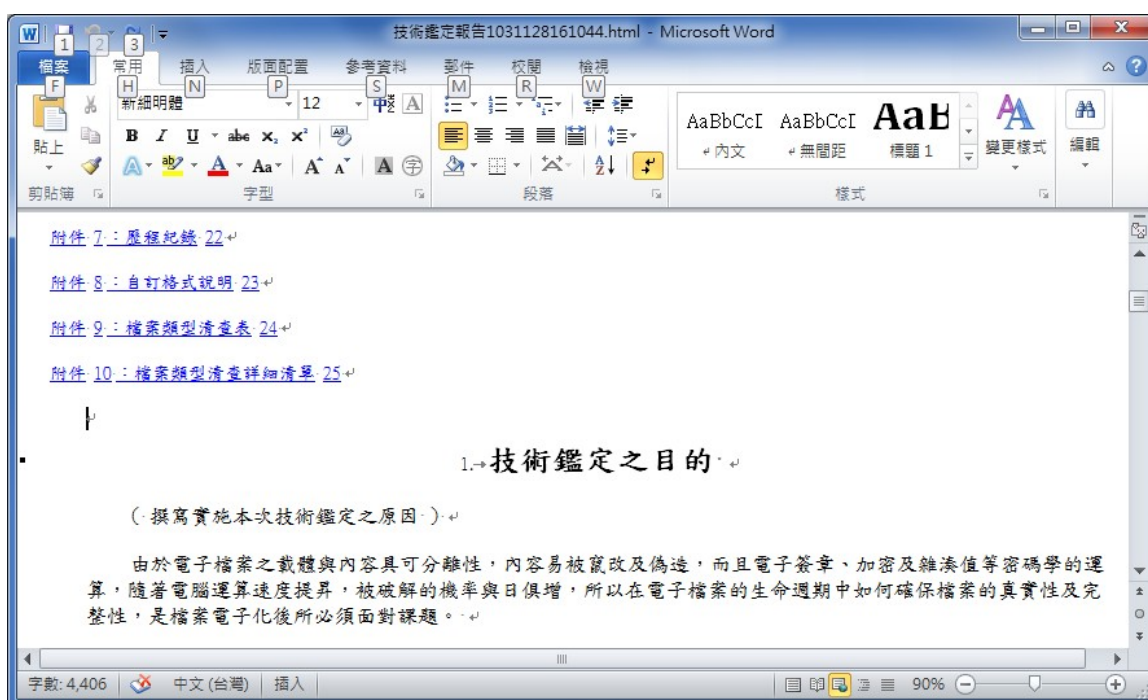 技術鑑定報告1031128161044.html - Microsoft Word
1 2 3
檔案 常用 插入 版面配置 參考資料 郵件 校閱 檢視
F H N P S M R W
新細明體 12
B I U abc X₂ X²
A ab A Aa A A A 字
貼上
AaBbCcI AaBbCcI AaB
內文 無間距 標題 1
變更樣式 編輯
剪貼簿 字型 段落 樣式
附件 7：歷程紀錄 22
附件 8：自訂格式說明 23
附件 9：檔案類型清查表 24
附件 10：檔案類型清查詳細清單 25
1. 技術鑑定之目的
（ 撰寫實施本次技術鑑定之原因 ）
由於電子檔案之載體與內容具可分離性，內容易被竄改及偽造，而且電子簽章、加密及雜湊值等密碼學的運
算，隨著電腦運算速度提昇，被破解的機率與日俱增，所以在電子檔案的生命週期中如何確保檔案的真實性及完
整性，是檔案電子化後所必須面對課題。
字數: 4,406 中文 (台灣) 插入 90%